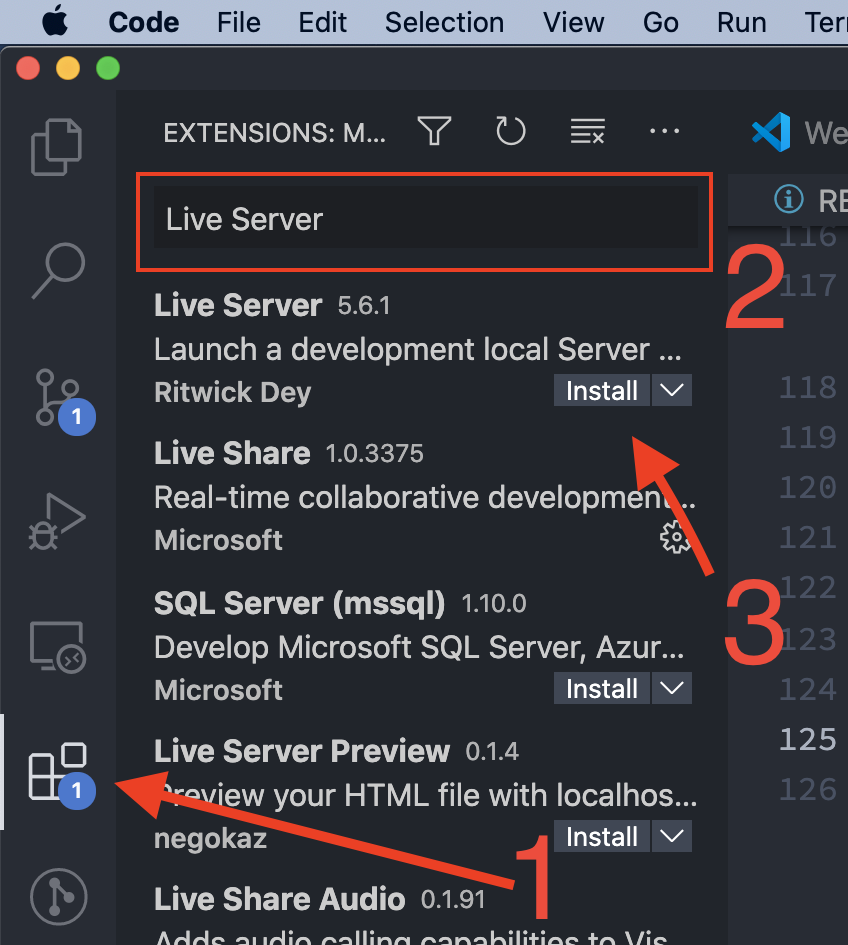 Code File Edit Selection View Go Run Ter
EXTENSIONS: M... ...
We
Live Server
RE
116
2
117
Live Server 5.6.1
Launch a development local Server ...
Ritwick Dey Install
118
1
119
Live Share 1.0.3375
Real-time collaborative development...
120
Microsoft
121
122
SQL Server (mssql) 1.10.0
3
123
Develop Microsoft SQL Server, Azur...
Microsoft Install
124
125
Live Server Preview 0.1.4
1
Preview your HTML file with localhos...
126
negokaz Install
1
Live Share Audio 0.1.91
Adds audio calling capabilities to Vis